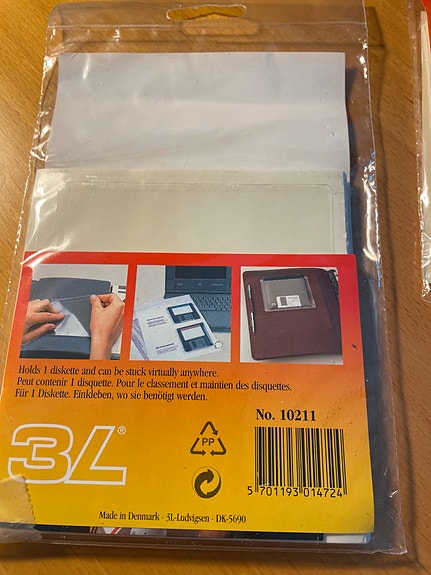 Holds 1 diskette and can be stuck virtually anywhere.
Peut contenir 1 disquette. Pour le classement et maintien des disquettes.
Für 1 Diskette. Einkleben, wo sie benötigt werden.
No. 10211
3L®
PP
5 701193 014724
Made in Denmark · 3L-Ludvigsen · DK-5690